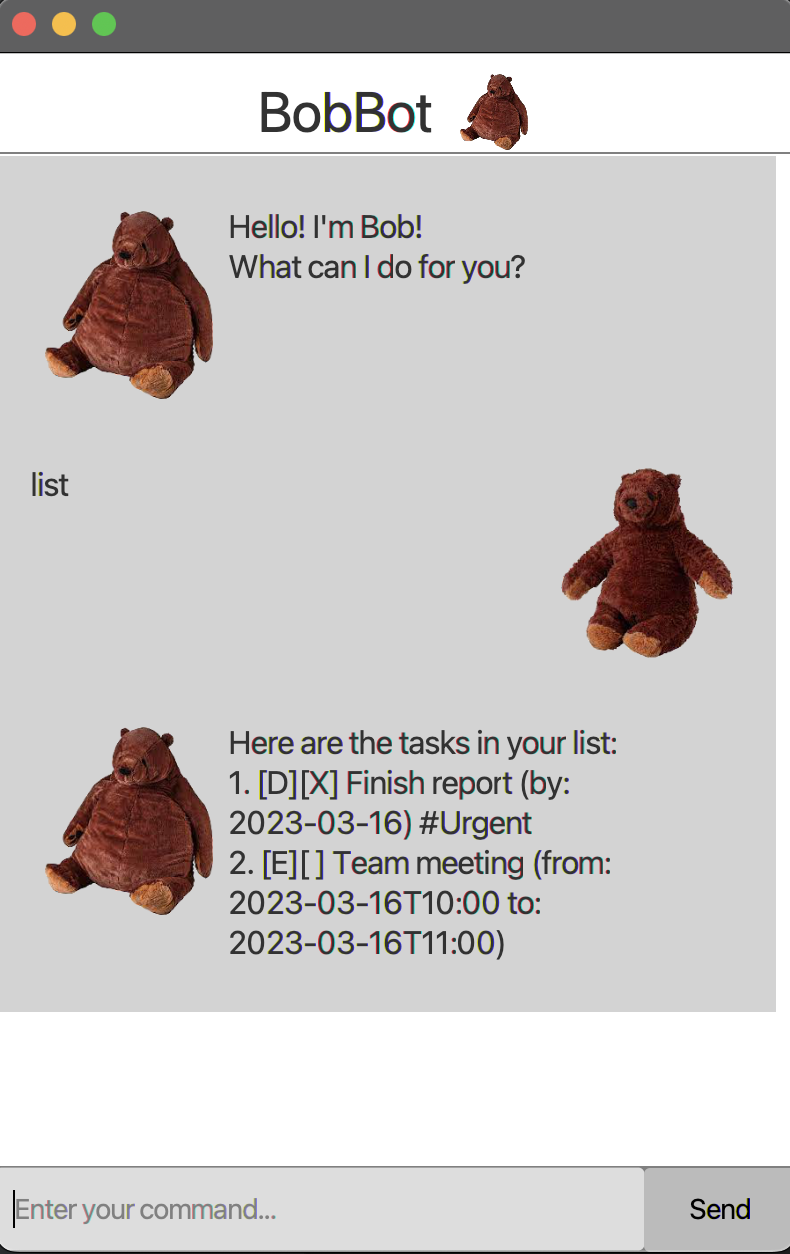 BobBot
Hello! I'm Bob!
What can I do for you?
list
Here are the tasks in your list:
1. [D][X] Finish report (by:
2023-03-16) #Urgent
2. [E][ ] Team meeting (from:
2023-03-16T10:00 to:
2023-03-16T11:00)
Enter your command...
Send